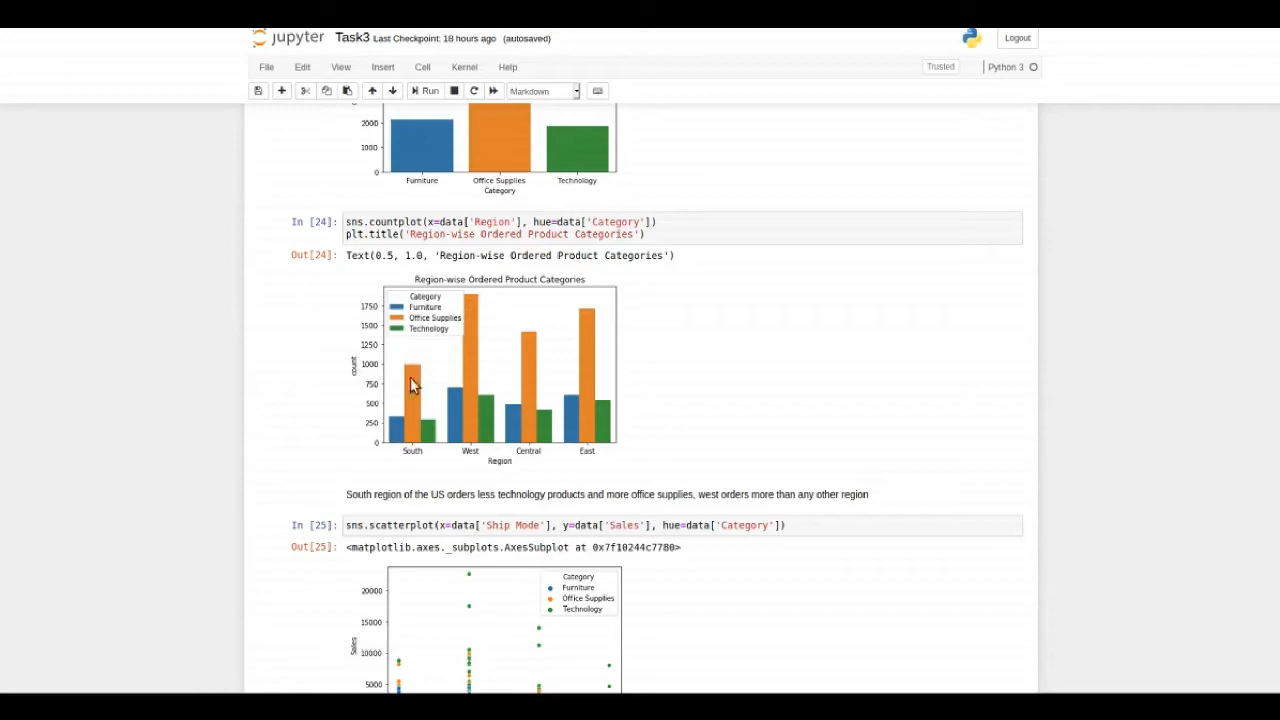 jupyter Task3 Last Checkpoint: 18 hours ago (autosaved)
Logout
File Edit View Insert Cell Kernel Help
Trusted
Python 3
Run
Markdown
2000
1000
0
Furniture Office Supplies Technology
Category
In [24]: sns.countplot(x=data['Region'], hue=data['Category'])
plt.title('Region-wise Ordered Product Categories')
Out[24]: Text(0.5, 1.0, 'Region-wise Ordered Product Categories')
Region-wise Ordered Product Categories
Category
Furniture
Office Supplies
Technology
1750
1500
1250
1000
750
500
250
0
count
South West Central East
Region
South region of the US orders less technology products and more office supplies, west orders more than any other region
In [25]: sns.scatterplot(x=data['Ship Mode'], y=data['Sales'], hue=data['Category'])
Out[25]: <matplotlib.axes._subplots.AxesSubplot at 0x7f10244c7780>
Category
Furniture
Office Supplies
Technology
20000
15000
10000
5000
Sales